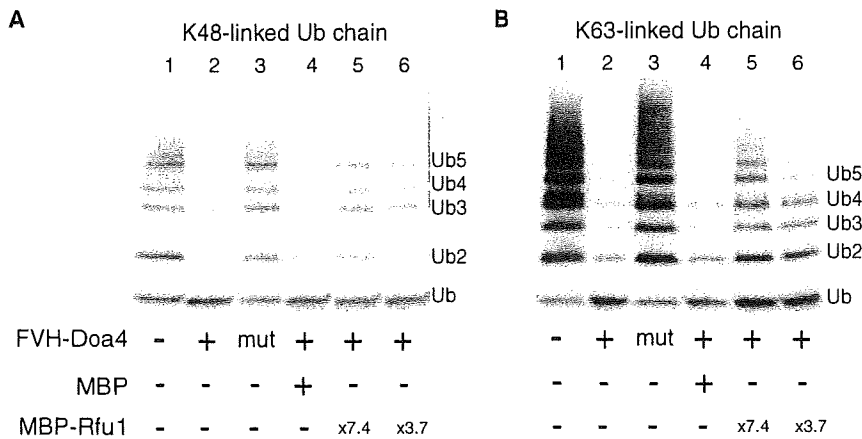 A
K48-linked Ub chain
1 2 3 4 5 6
Ub5
Ub4
Ub3
Ub2
Ub
B
K63-linked Ub chain
1 2 3 4 5 6
Ub5
Ub4
Ub3
Ub2
Ub
FVH-Doa4 - + mut + + + - + mut + + +
MBP - - - + - - - - - + - -
MBP-Rfu1 - - - - x7.4 x3.7 - - - - x7.4 x3.7